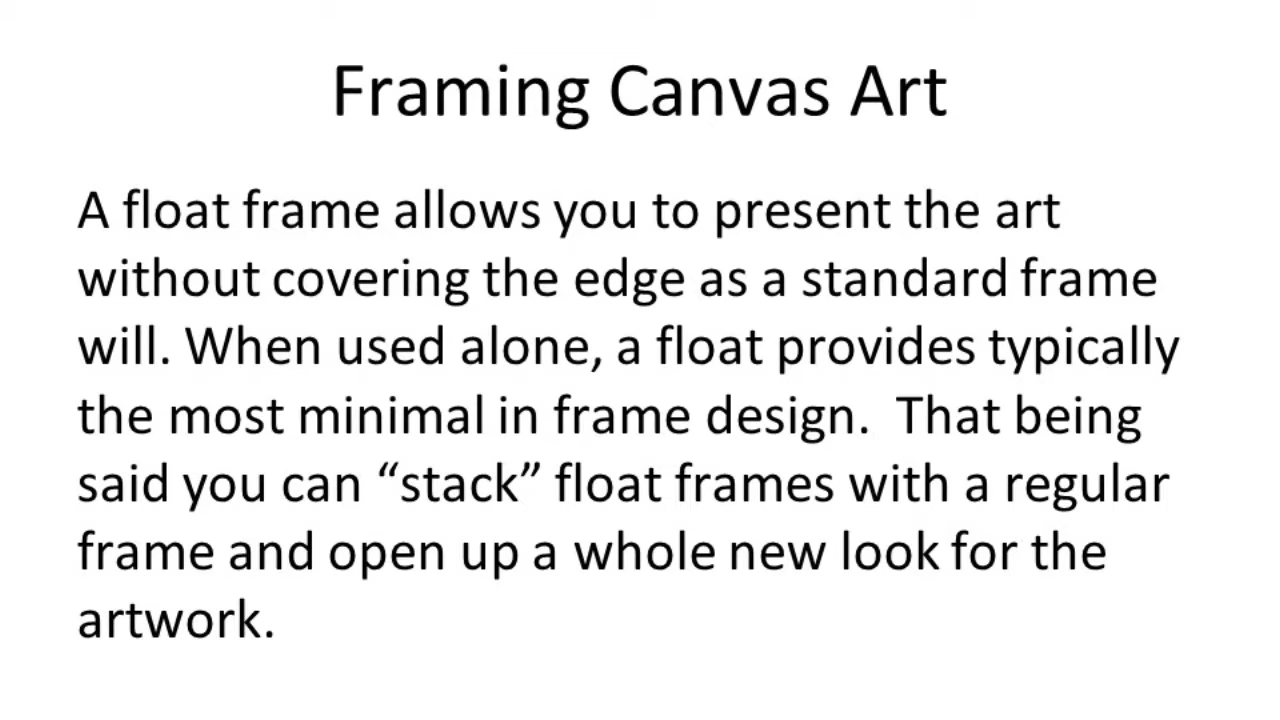 Framing Canvas Art
A float frame allows you to present the art
without covering the edge as a standard frame
will. When used alone, a float provides typically
the most minimal in frame design.  That being
said you can “stack” float frames with a regular
frame and open up a whole new look for the
artwork.